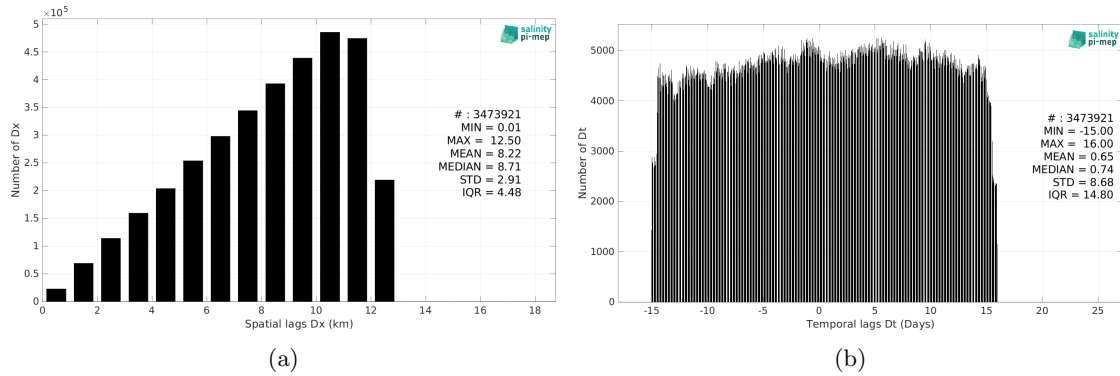 ×10⁵
5
4.5
4
3.5
3
2.5
2
1.5
1
0.5
0
Number of Dx
0 2 4 6 8 10 12 14 16 18
Spatial lags Dx (km)
salinity
pi-mep
# : 3473921
MIN = 0.01
MAX = 12.50
MEAN = 8.22
MEDIAN = 8.71
STD = 2.91
IQR = 4.48
(a)
5000
4000
3000
2000
1000
0
Number of Dt
-15 -10 -5 0 5 10 15 20 25
Temporal lags Dt (Days)
salinity
pi-mep
# : 3473921
MIN = -15.00
MAX = 16.00
MEAN = 0.65
MEDIAN = 0.74
STD = 8.68
IQR = 14.80
(b)